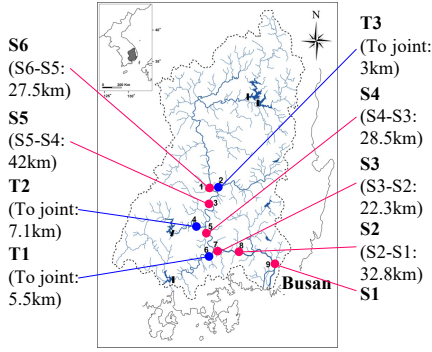 S6
(S6-S5:
27.5km)
S5
(S5-S4:
42km)
T2
(To joint:
7.1km)
T1
(To joint:
5.5km)
N
1
2
3
4
5
6
7
8
9
Busan
T3
(To joint:
3km)
S4
(S4-S3:
28.5km)
S3
(S3-S2:
22.3km)
S2
(S2-S1:
32.8km)
S1